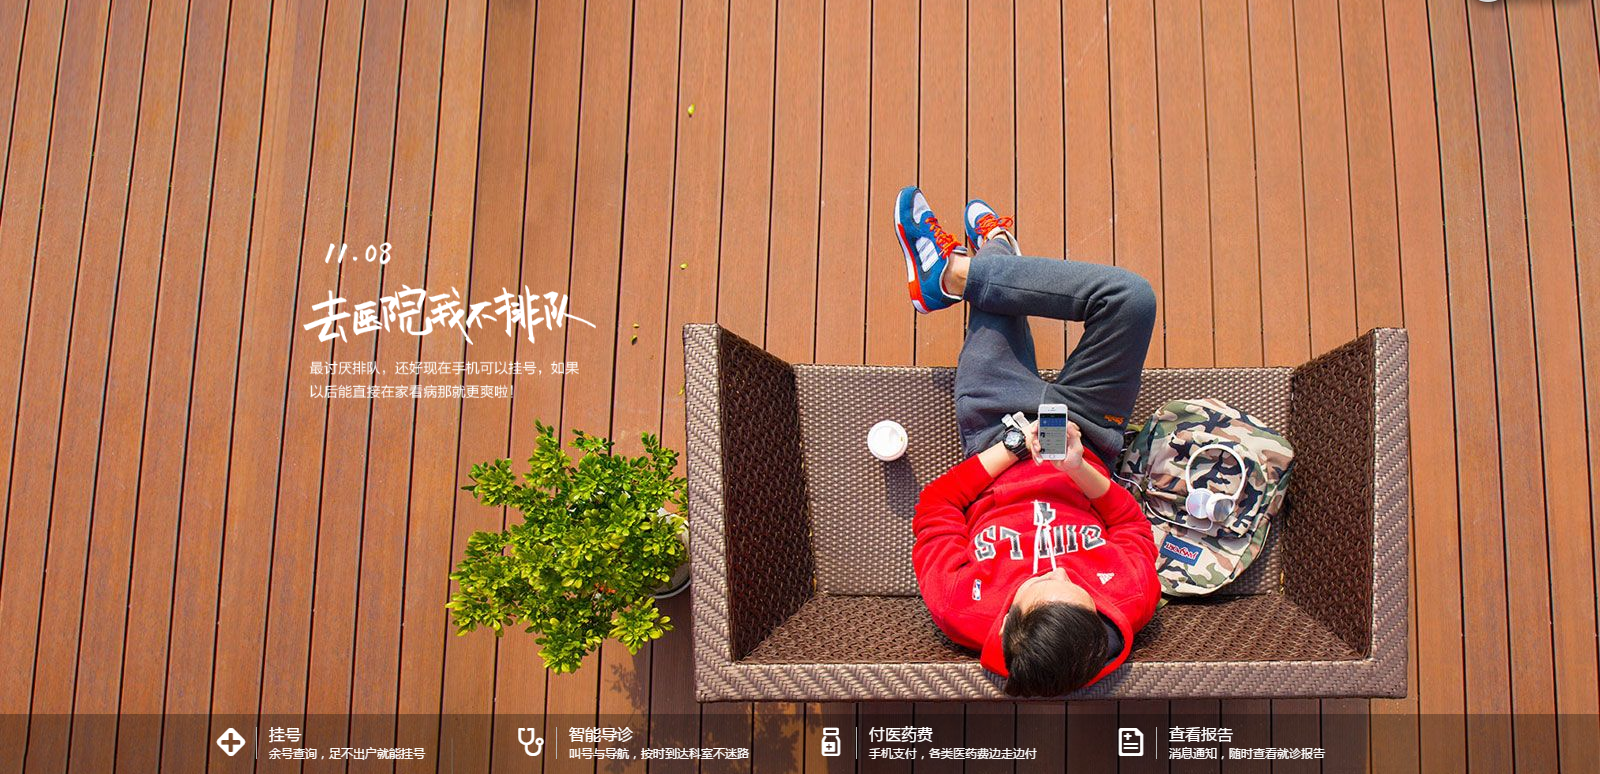 11.08
去医院我不排队
最讨厌排队，还好现在手机可以挂号，如果
以后能直接在家看病那就更爽啦！
BULLS
JANSPORT
挂号
余号查询，足不出户就能挂号
智能导诊
叫号与导航，按时到达科室不迷路
付医药费
手机支付，各类医药费边走边付
查看报告
消息通知，随时查看就诊报告